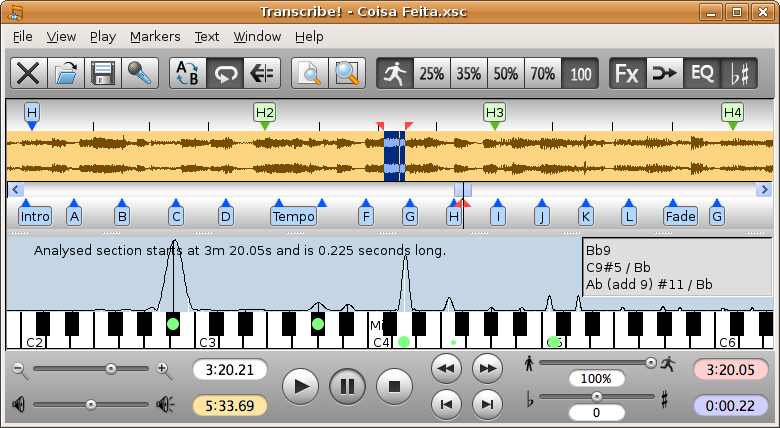 Transcribe! - Coisa Feita.xsc
File View Play Markers Text Window Help
A B 25% 35% 50% 70% 100 Fx EQ ♭♯
H H2 H3 H4
Intro A B C D Tempo F G H I J K L Fade G
Analysed section starts at 3m 20.05s and is 0.225 seconds long.
Bb9
C9#5 / Bb
Ab (add 9) #11 / Bb
C2 C3 C4 C6
3:20.21 100% 3:20.05
5:33.69 ♭ 0 ♯ 0:00.22